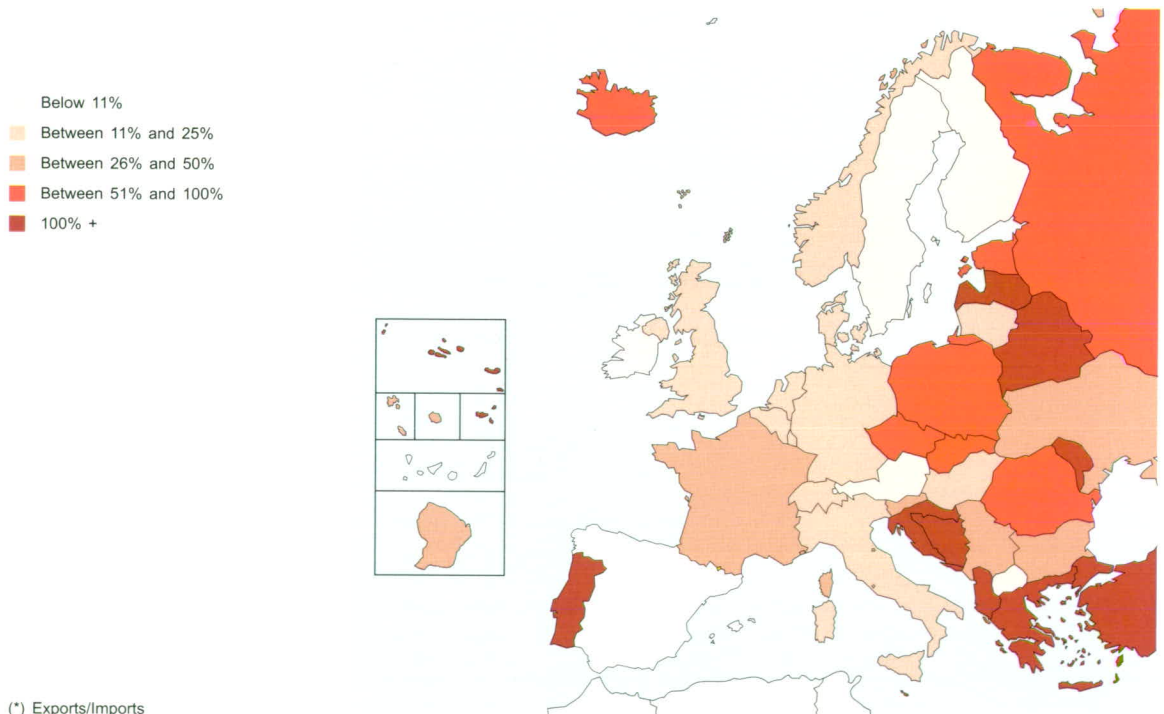 Below 11%
Between 11% and 25%
Between 26% and 50%
Between 51% and 100%
100% +
(*) Exports/Imports